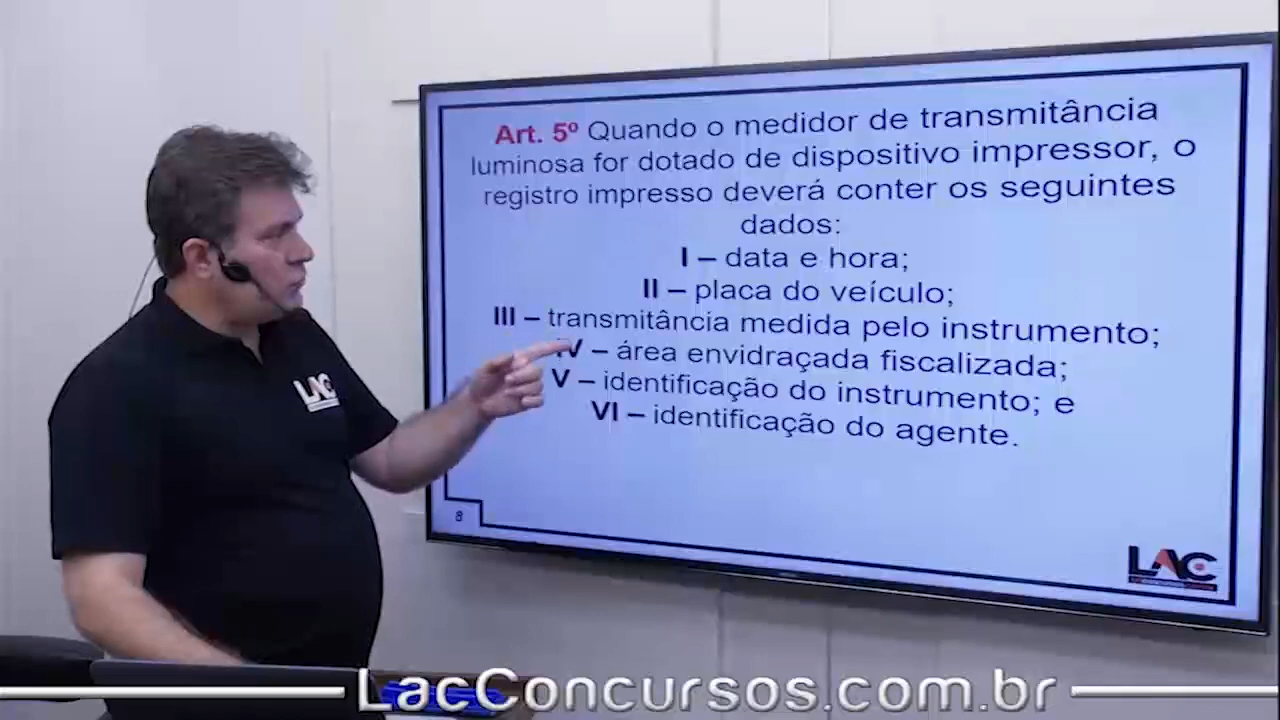 Art. 5º Quando o medidor de transmitância
luminosa for dotado de dispositivo impressor, o
registro impresso deverá conter os seguintes
dados:
I – data e hora;
II – placa do veículo;
III – transmitância medida pelo instrumento;
IV – área envidraçada fiscalizada;
V – identificação do instrumento; e
VI – identificação do agente.
8
LAC
LAC
LacConcursos.com.br